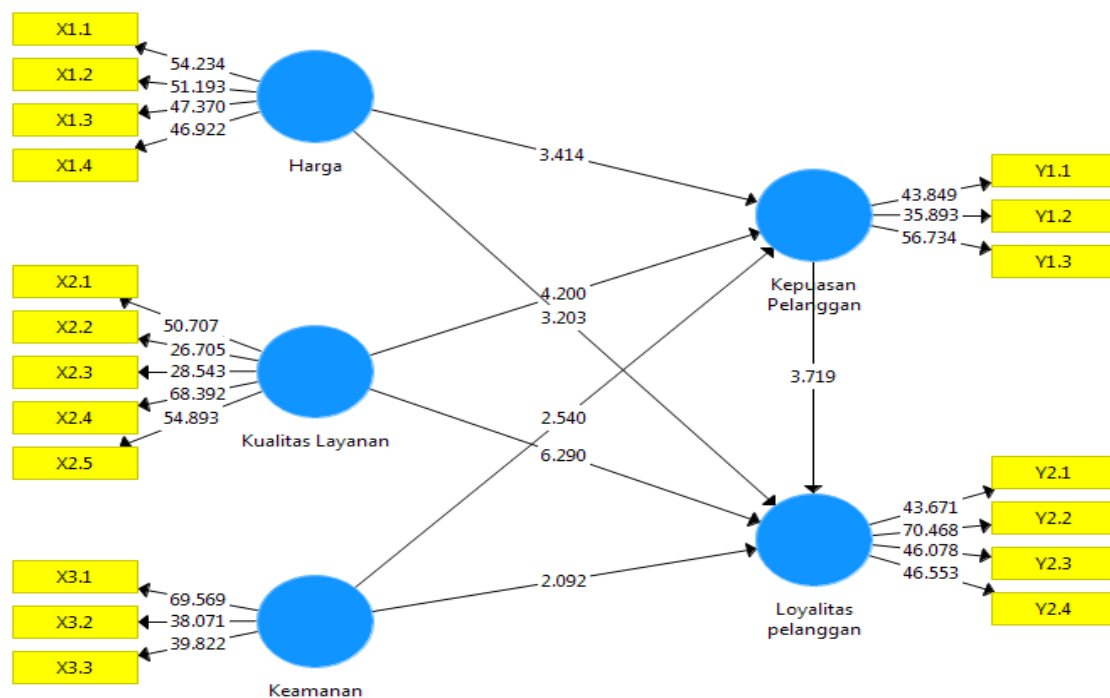 X1.1
X1.2
X1.3
X1.4
54.234
51.193
47.370
46.922
Harga
3.414
Y1.1
Y1.2
Y1.3
43.849
35.893
56.734
Kepuasan
Pelanggan
X2.1
X2.2
X2.3
X2.4
X2.5
50.707
26.705
28.543
68.392
54.893
Kualitas Layanan
4.200
3.203
3.719
2.540
6.290
Y2.1
Y2.2
Y2.3
Y2.4
43.671
70.468
46.078
46.553
Loyalitas
pelanggan
X3.1
X3.2
X3.3
69.569
38.071
39.822
Keamanan
2.092